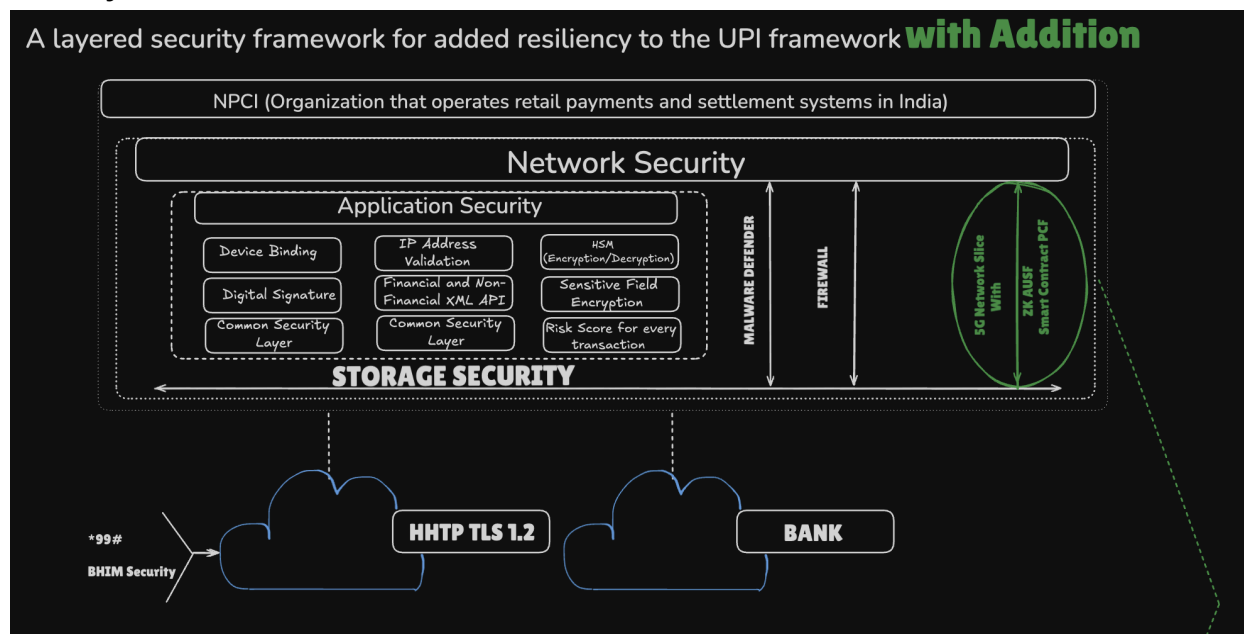 A layered security framework for added resiliency to the UPI framework with Addition
NPCI (Organization that operates retail payments and settlement systems in India)
Network Security
Application Security
Device Binding
IP Address
Validation
HSM
(Encryption/Decryption)
Digital Signature
Financial and Non-
Financial XML API
Sensitive Field
Encryption
Common Security
Layer
Common Security
Layer
Risk Score for every
transaction
MALWARE DEFENDER
FIREWALL
5G Network Slice
With
ZK AUSF
Smart Contract PCF
STORAGE SECURITY
*99#
BHIM Security
HHTP TLS 1.2
BANK